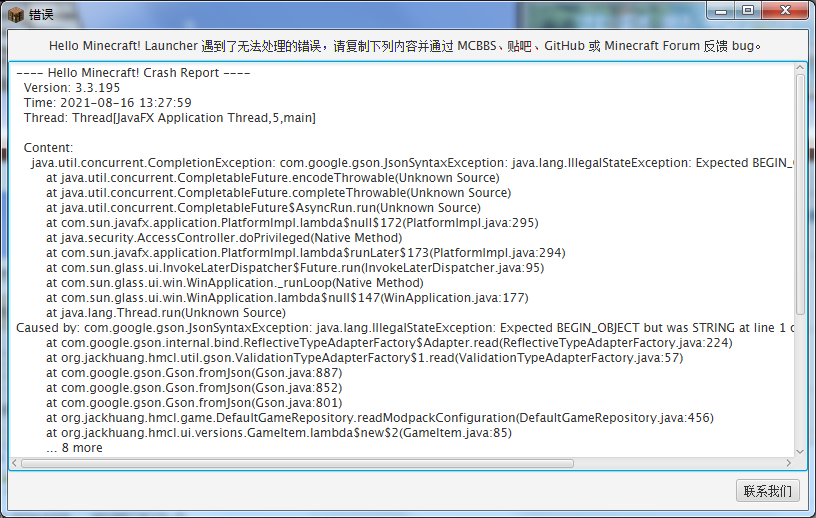 错误
Hello Minecraft! Launcher 遇到了无法处理的错误，请复制下列内容并通过 MCBBS、贴吧、GitHub 或 Minecraft Forum 反馈 bug。
---- Hello Minecraft! Crash Report ----
Version: 3.3.195
Time: 2021-08-16 13:27:59
Thread: Thread[JavaFX Application Thread,5,main]
Content:
java.util.concurrent.CompletionException: com.google.gson.JsonSyntaxException: java.lang.IllegalStateException: Expected BEGIN_
at java.util.concurrent.CompletableFuture.encodeThrowable(Unknown Source)
at java.util.concurrent.CompletableFuture.completeThrowable(Unknown Source)
at java.util.concurrent.CompletableFuture$AsyncRun.run(Unknown Source)
at com.sun.javafx.application.PlatformImpl.lambda$null$172(PlatformImpl.java:295)
at java.security.AccessController.doPrivileged(Native Method)
at com.sun.javafx.application.PlatformImpl.lambda$runLater$173(PlatformImpl.java:294)
at com.sun.glass.ui.InvokeLaterDispatcher$Future.run(InvokeLaterDispatcher.java:95)
at com.sun.glass.ui.win.WinApplication._runLoop(Native Method)
at com.sun.glass.ui.win.WinApplication.lambda$null$147(WinApplication.java:177)
at java.lang.Thread.run(Unknown Source)
Caused by: com.google.gson.JsonSyntaxException: java.lang.IllegalStateException: Expected BEGIN_OBJECT but was STRING at line 1
at com.google.gson.internal.bind.ReflectiveTypeAdapterFactory$Adapter.read(ReflectiveTypeAdapterFactory.java:224)
at org.jackhuang.hmcl.util.gson.ValidationTypeAdapterFactory$1.read(ValidationTypeAdapterFactory.java:57)
at com.google.gson.Gson.fromJson(Gson.java:887)
at com.google.gson.Gson.fromJson(Gson.java:852)
at com.google.gson.Gson.fromJson(Gson.java:801)
at org.jackhuang.hmcl.game.DefaultGameRepository.readModpackConfiguration(DefaultGameRepository.java:456)
at org.jackhuang.hmcl.ui.versions.GameItem.lambda$new$2(GameItem.java:85)
... 8 more
联系我们